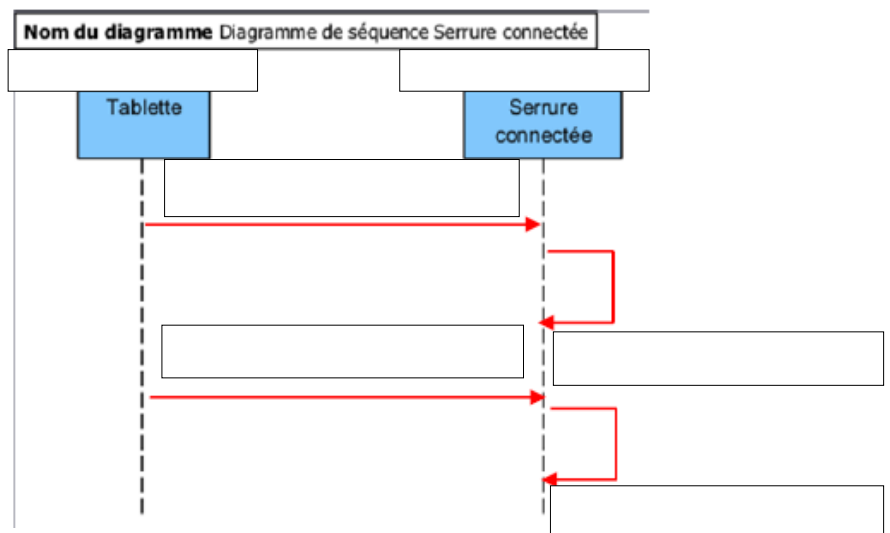 Nom du diagramme Diagramme de séquence Serrure connectée
Tablette
Serrure
connectée